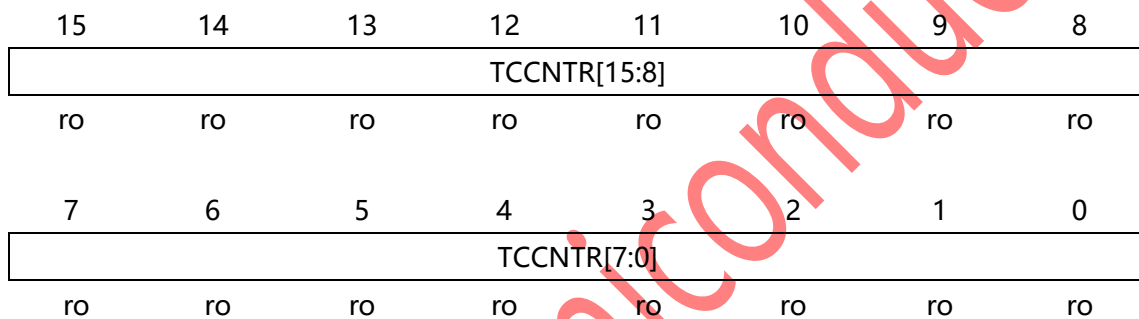 15 14 13 12 11 10 9 8
TCCNTR[15:8]
ro ro ro ro ro ro ro ro
7 6 5 4 3 2 1 0
TCCNTR[7:0]
ro ro ro ro ro ro ro ro